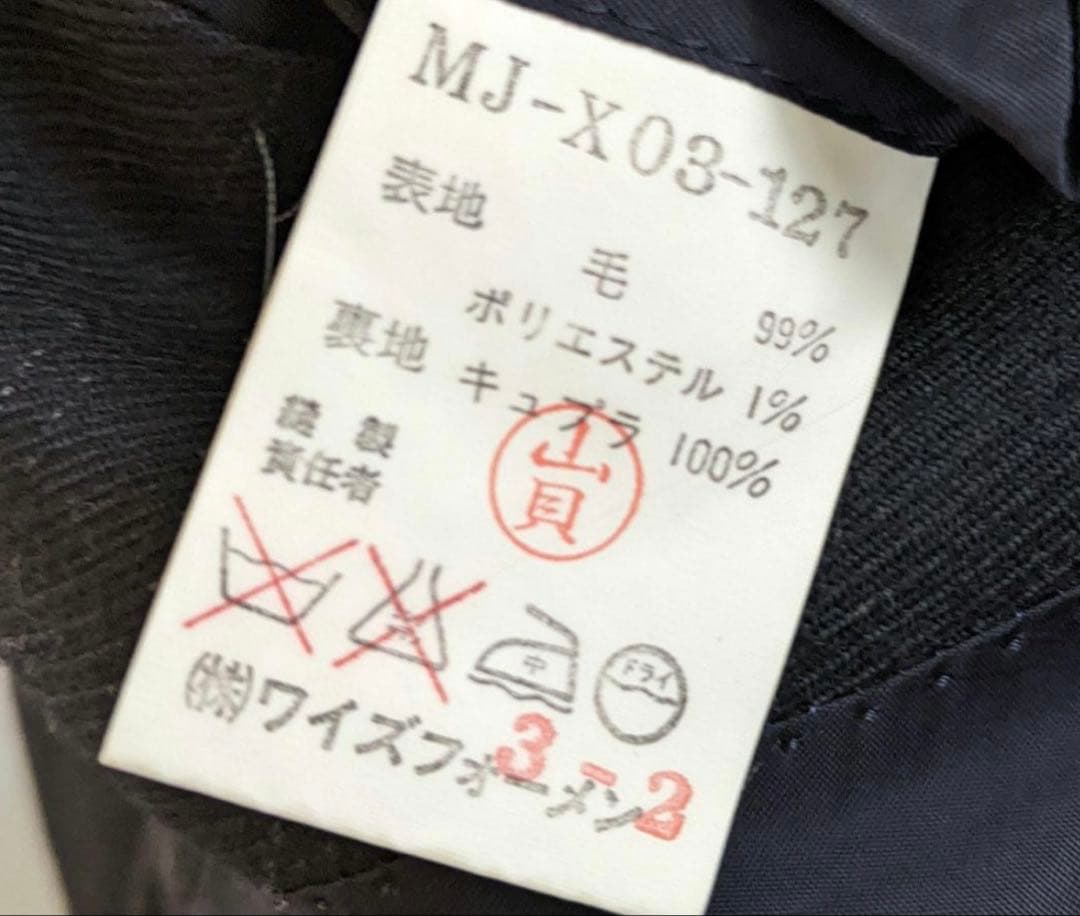 MJ-X03-127
表地
毛 99%
ポリエステル 1%
裏地 キュプラ 100%
縫製
責任者
山貝
中
ドライ
㈱ワイズフォーメン
3-2